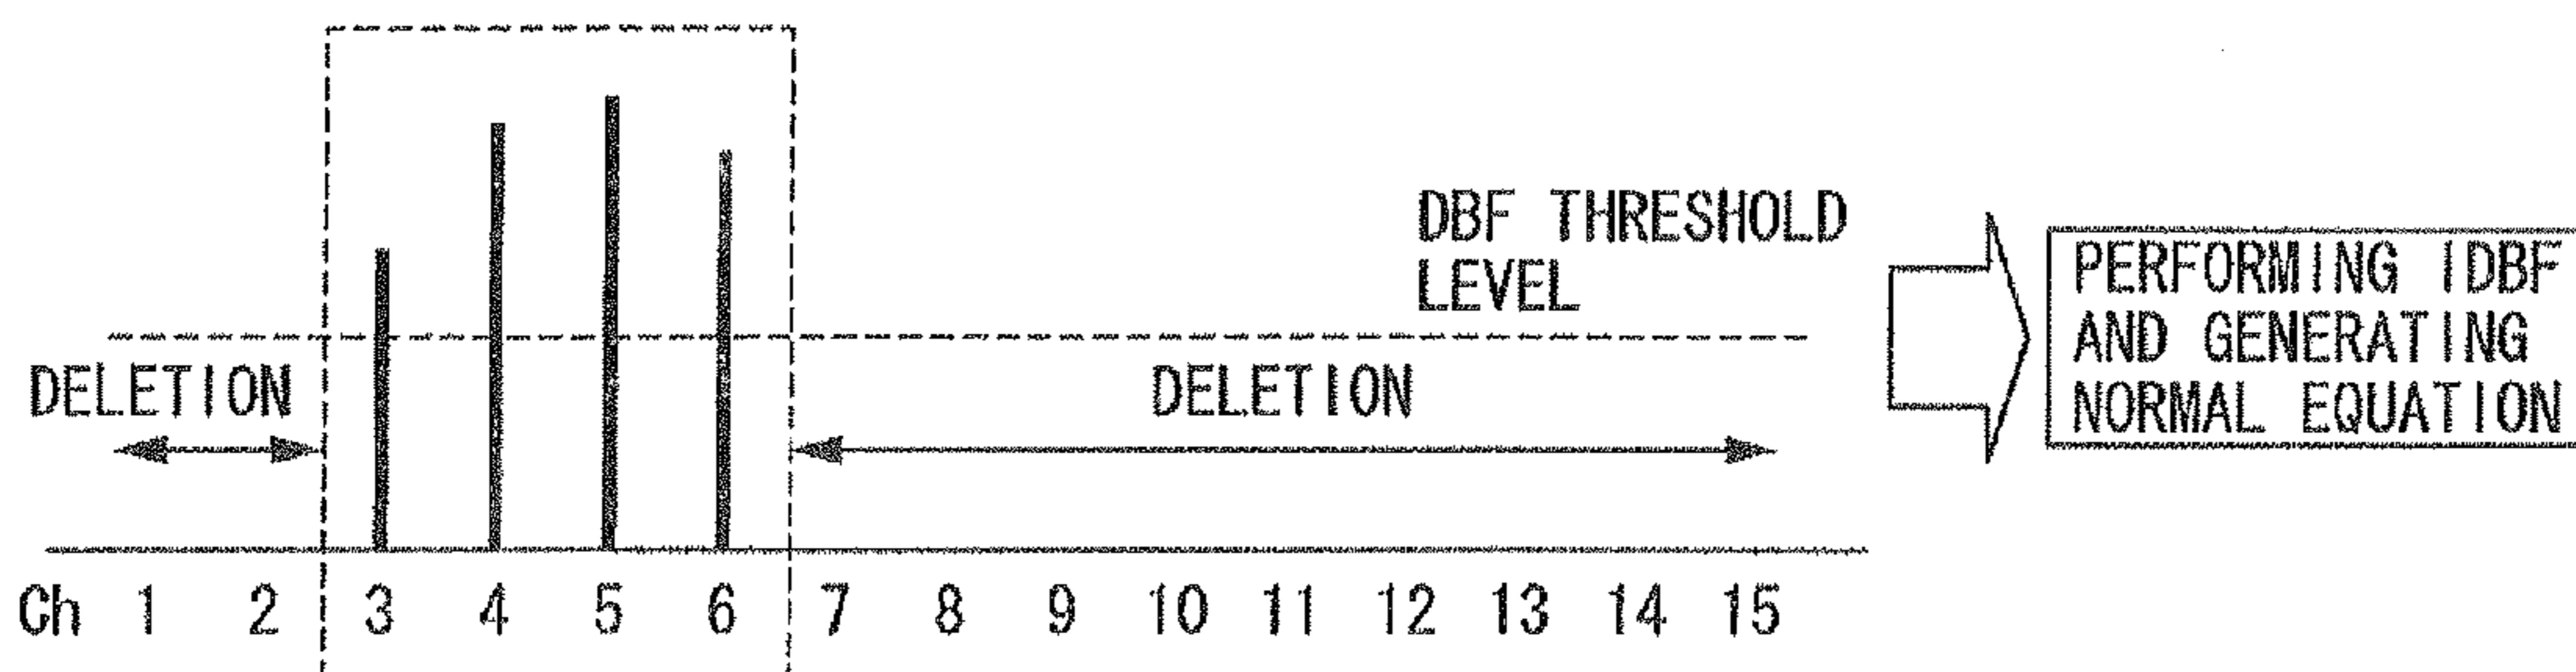 DBF THRESHOLD
LEVEL
DELETION
DELETION
Ch 1 2 3 4 5 6 7 8 9 10 11 12 13 14 15
PERFORMING IDBF
AND GENERATING
NORMAL EQUATION